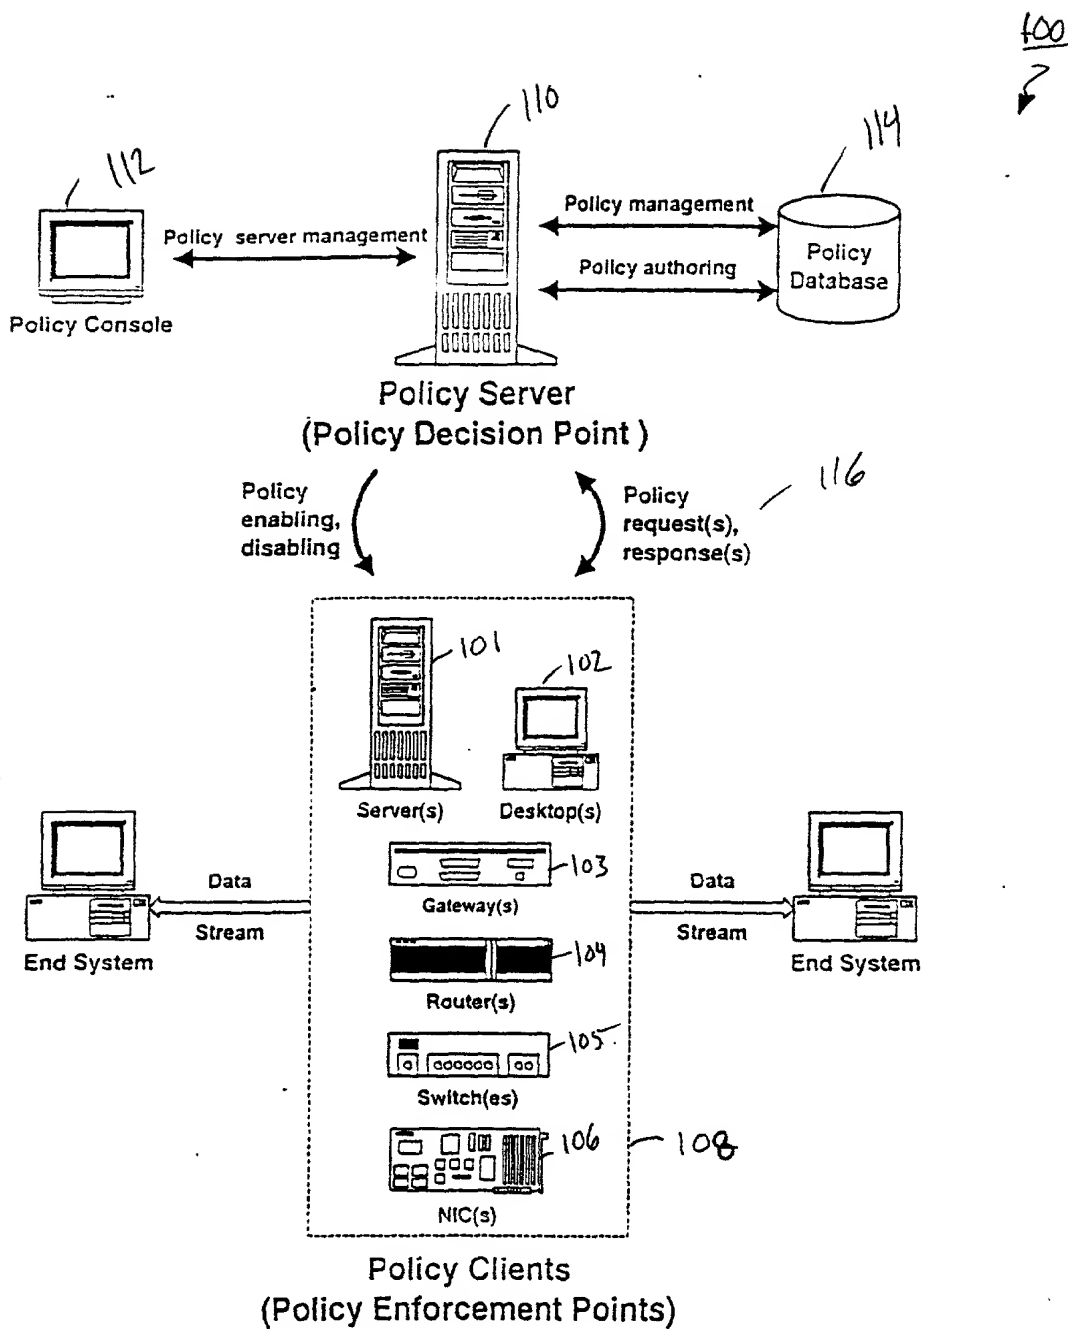 100
110
112
114
Policy server management
Policy management
Policy authoring
Policy
Database
Policy Console
Policy Server
(Policy Decision Point)
Policy
enabling,
disabling
Policy
request(s),
response(s)
116
101
102
Server(s)
Desktop(s)
103
Gateway(s)
Data
Stream
Data
Stream
End System
End System
104
Router(s)
105
Switch(es)
106
108
NIC(s)
Policy Clients
(Policy Enforcement Points)